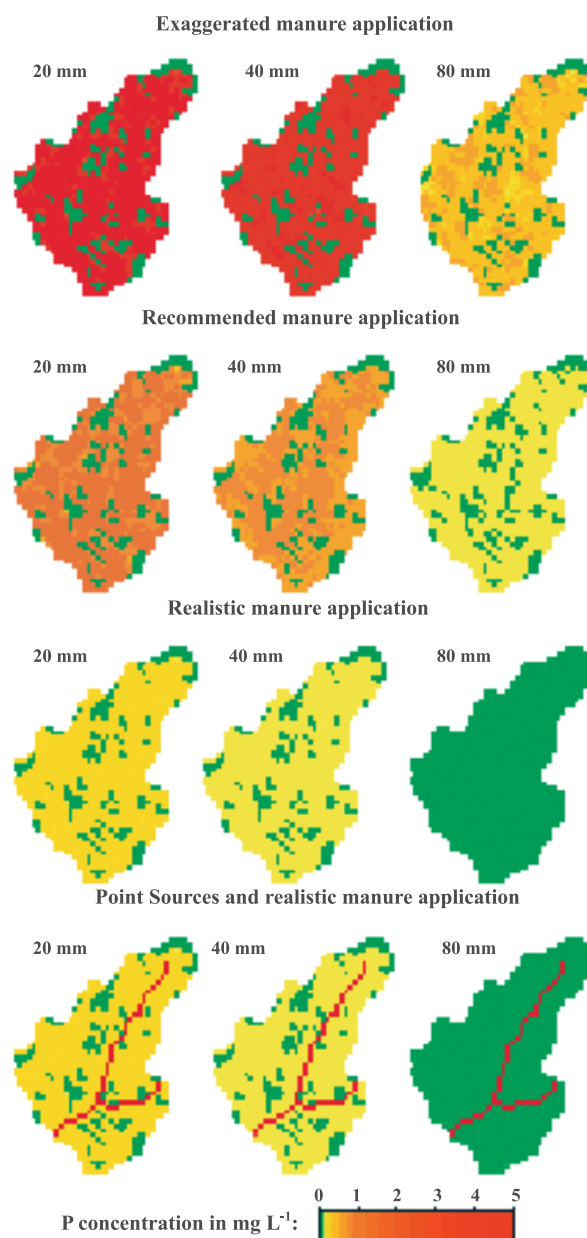 Exaggerated manure application
20 mm 40 mm 80 mm
Recommended manure application
20 mm 40 mm 80 mm
Realistic manure application
20 mm 40 mm 80 mm
Point Sources and realistic manure application
20 mm 40 mm 80 mm
0 1 2 3 4 5
P concentration in mg L⁻¹: